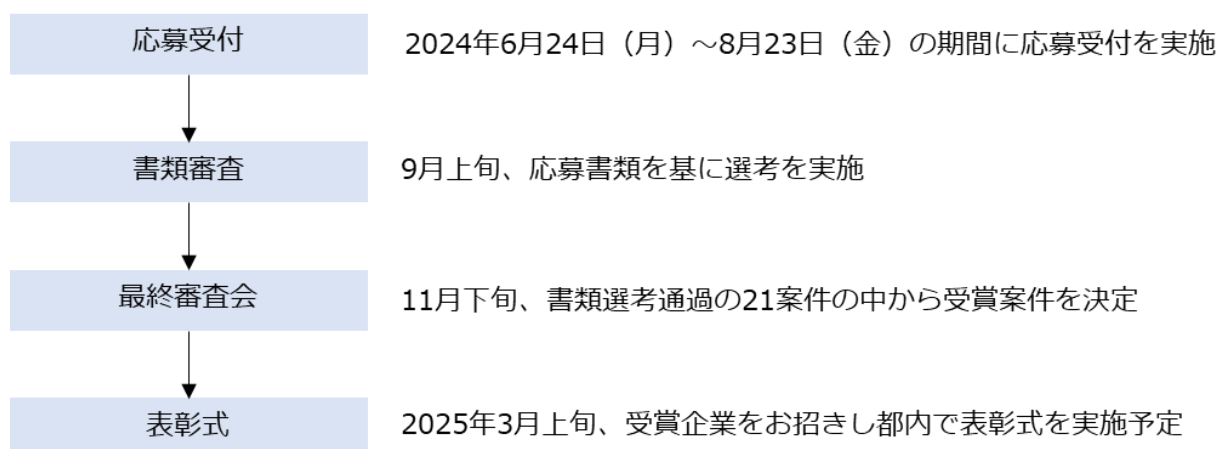 応募受付
2024年6月24日（月）～8月23日（金）の期間に応募受付を実施
書類審査
9月上旬、応募書類を基に選考を実施
最終審査会
11月下旬、書類選考通過の21案件の中から受賞案件を決定
表彰式
2025年3月上旬、受賞企業をお招きし都内で表彰式を実施予定